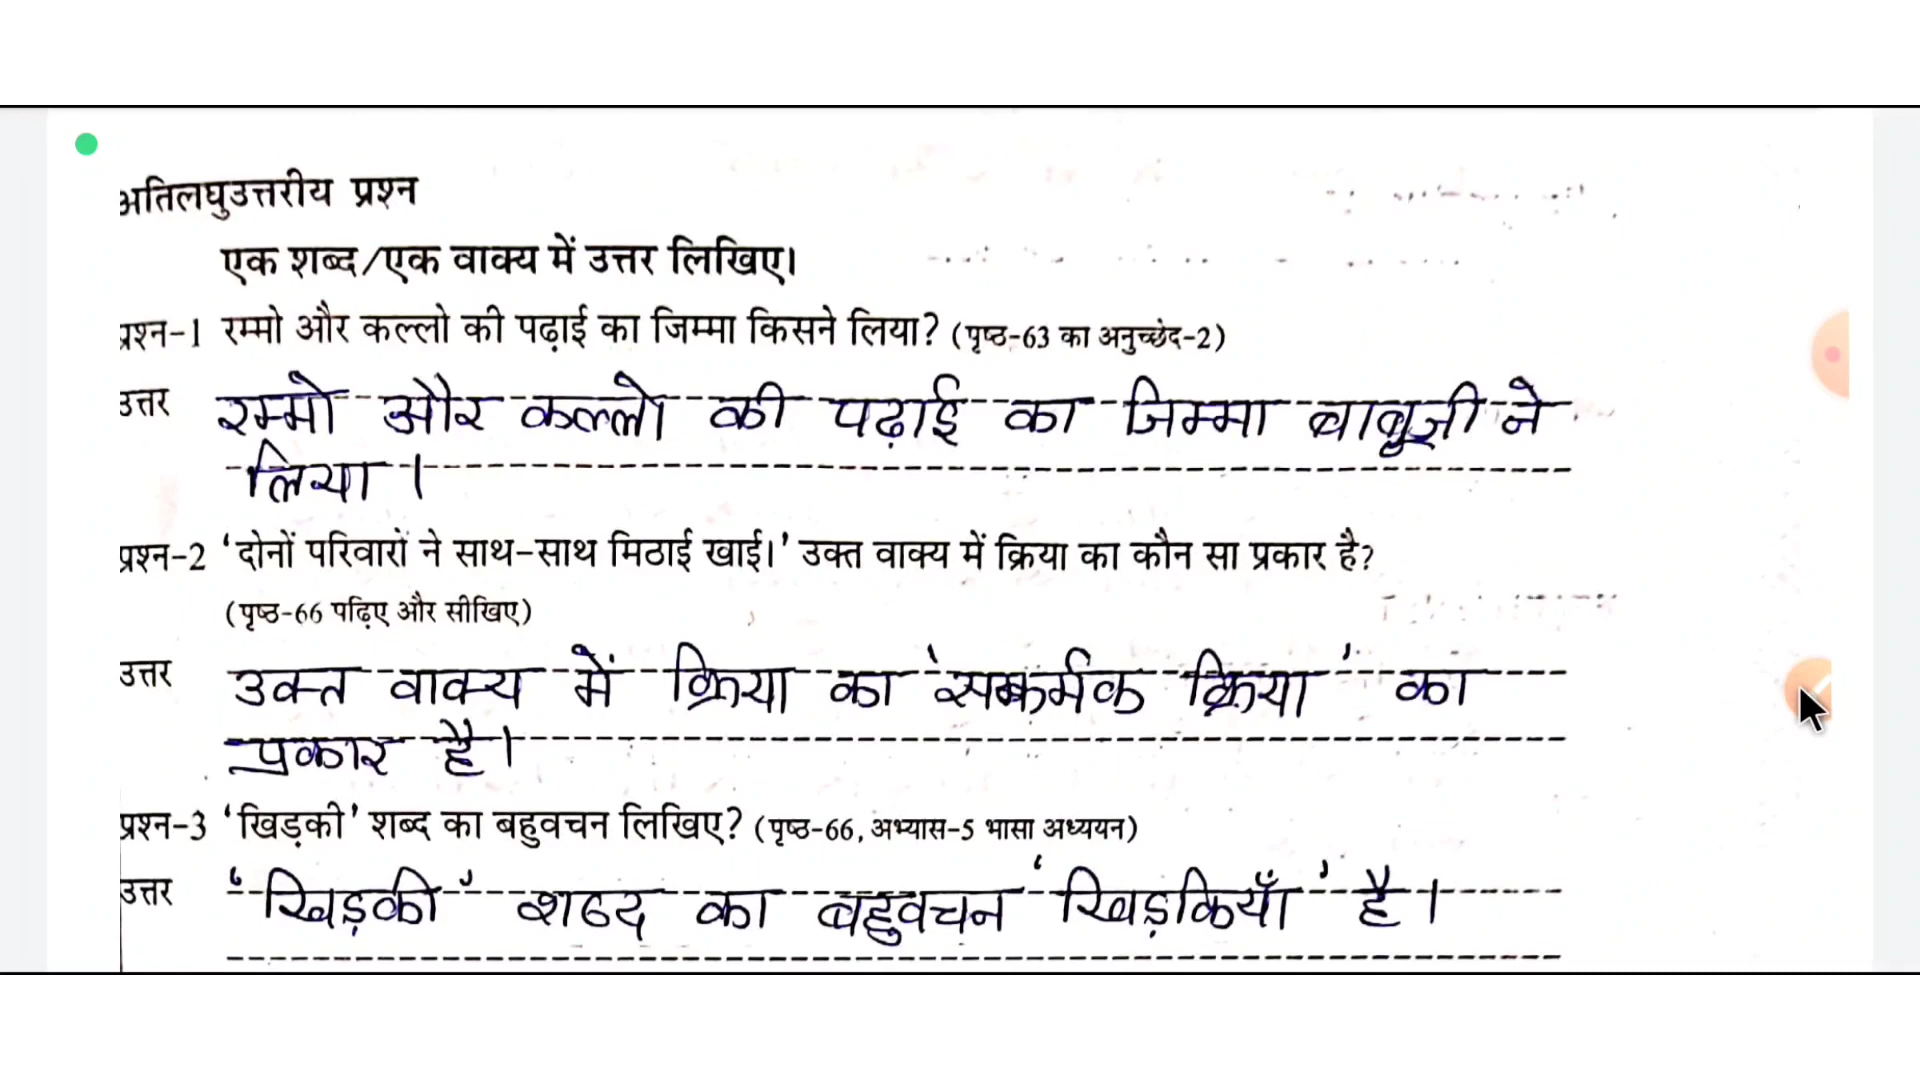 अतिलघुउत्तरीय प्रश्न
एक शब्द/एक वाक्य में उत्तर लिखिए।
प्रश्न-1 रम्मो और कल्लो की पढ़ाई का जिम्मा किसने लिया? (पृष्ठ-63 का अनुच्छेद-2)
उत्तर रम्मो और कल्लो की पढ़ाई का जिम्मा बाबूजी ने
लिया।
प्रश्न-2 'दोनों परिवारों ने साथ-साथ मिठाई खाई।' उक्त वाक्य में क्रिया का कौन सा प्रकार है?
(पृष्ठ-66 पढ़िए और सीखिए)
उत्तर उक्त वाक्य में क्रिया का 'सकर्मक क्रिया' का
प्रकार है।
प्रश्न-3 'खिड़की' शब्द का बहुवचन लिखिए? (पृष्ठ-66, अभ्यास-5 भासा अध्ययन)
उत्तर 'खिड़की' शब्द का बहुवचन 'खिड़कियाँ' है।